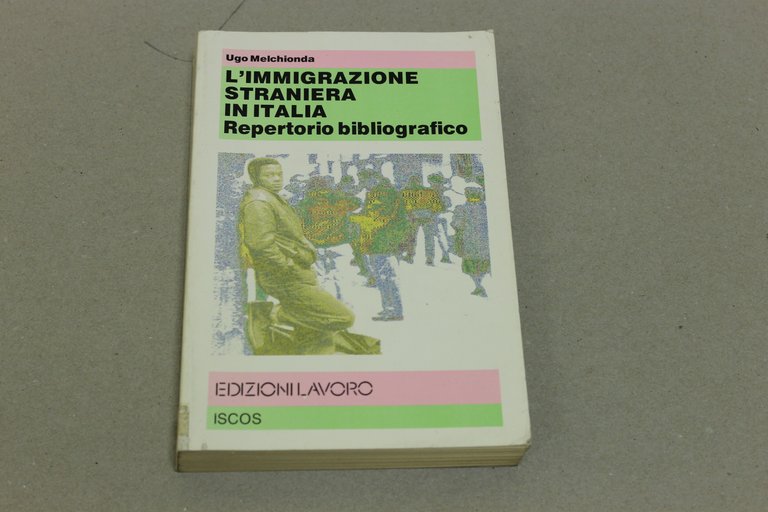 Ugo Melchionda
L'IMMIGRAZIONE
STRANIERA
IN ITALIA
Repertorio bibliografico
EDIZIONI LAVORO
ISCOS